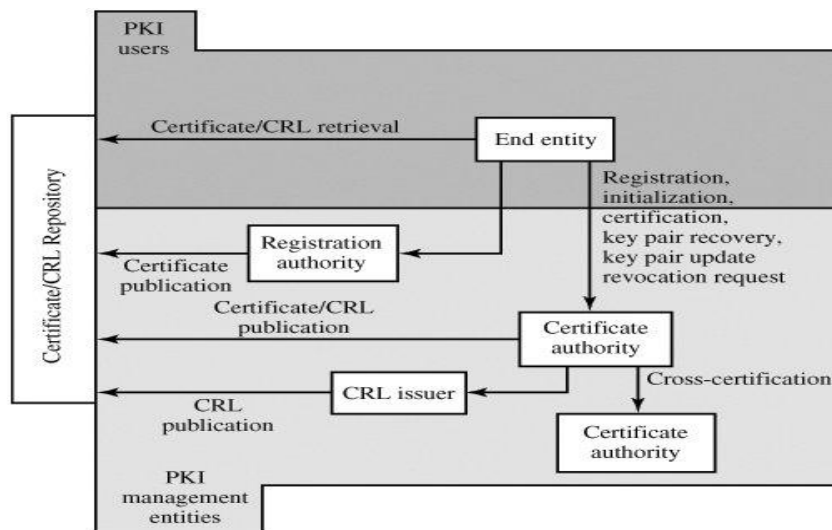 PKI
users
Certificate/CRL retrieval
End entity
Certificate/CRL Repository
Registration,
initialization,
certification,
key pair recovery,
key pair update
revocation request
Registration
authority
Certificate
publication
Certificate/CRL
publication
Certificate
authority
CRL issuer
Cross-certification
CRL
publication
Certificate
authority
PKI
management
entities